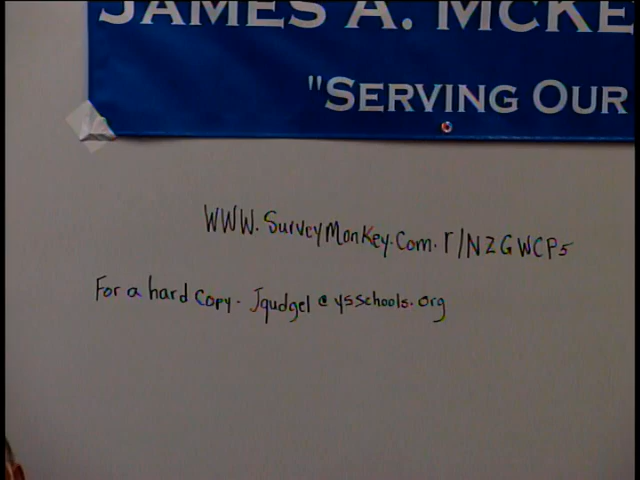 JAMES A. MCKE
"SERVING OUR
WWW.SurveyMonkey.Com.r/NZGWCP5
For a hard Copy. Jqudgel@ysschools.org